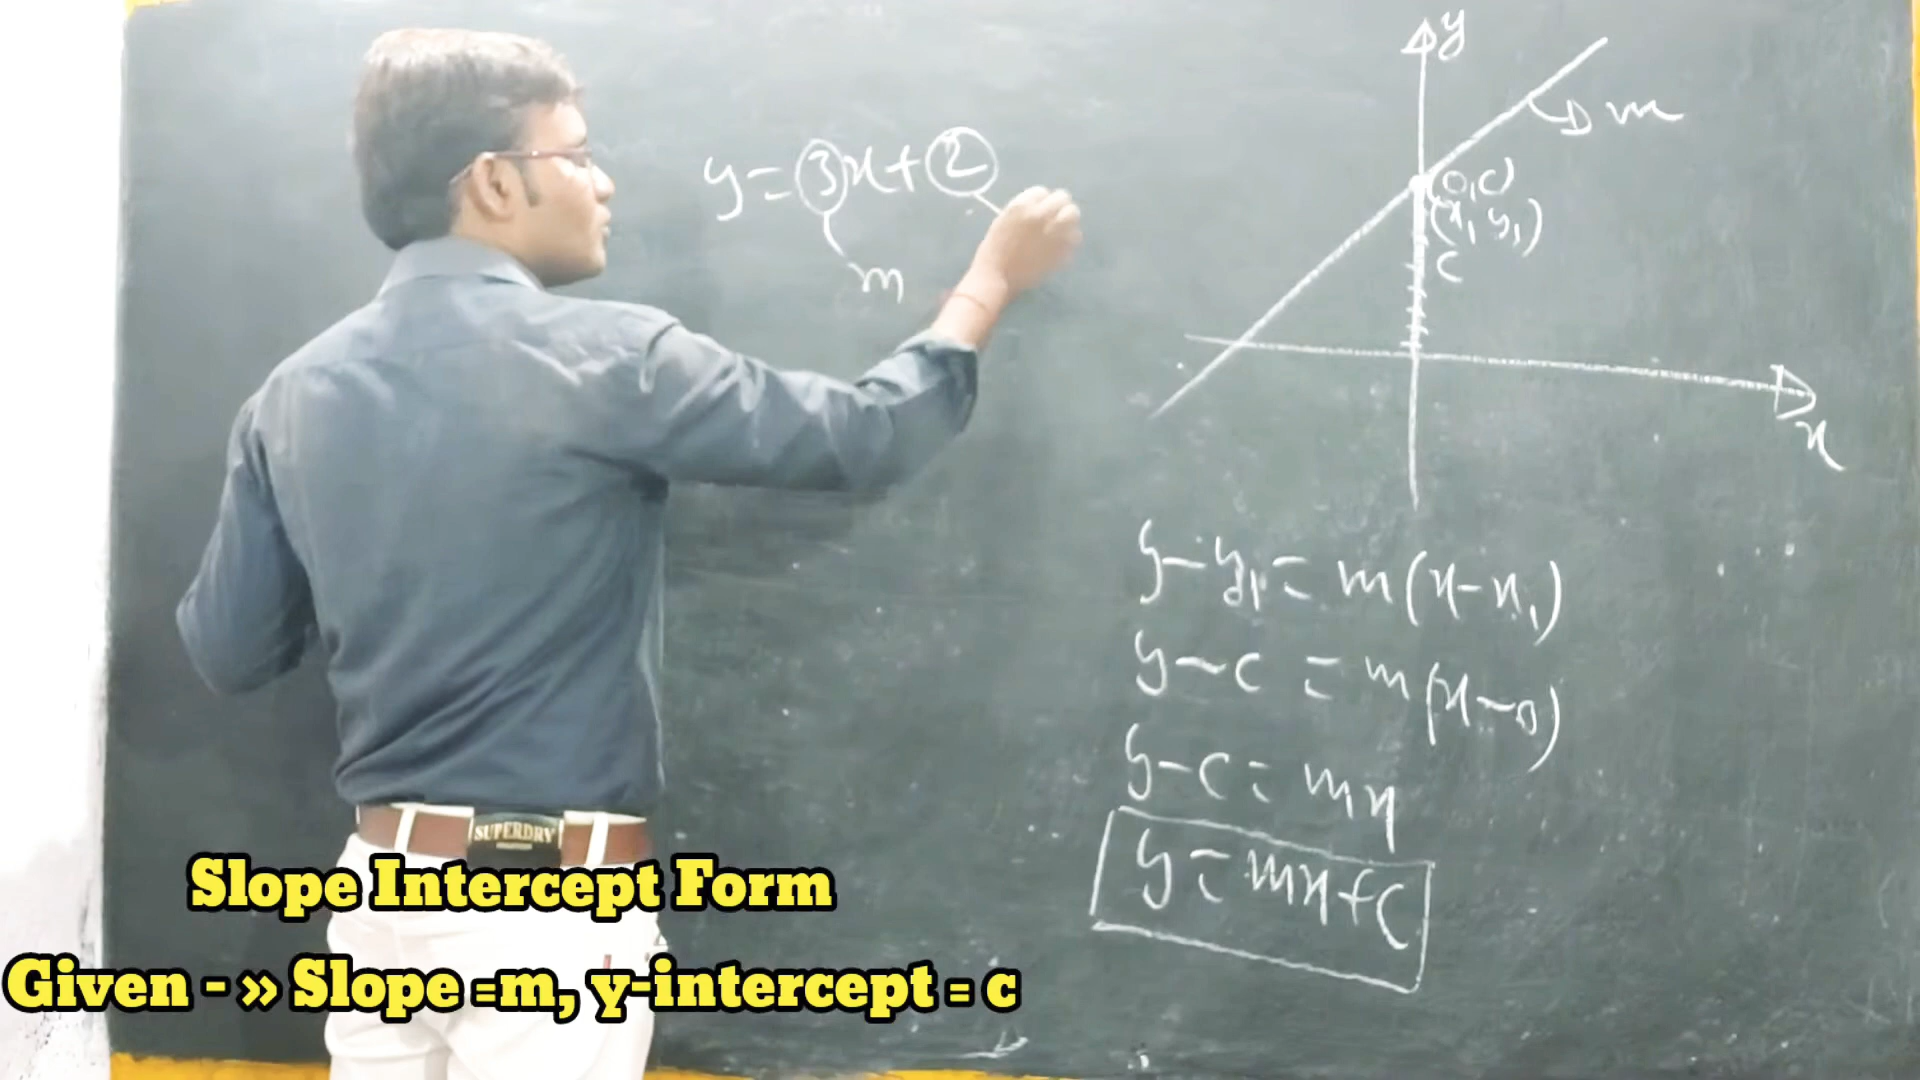 y
m
y = 3x + 2
m
(0, c)
(x₁, y₁)
c
x
y - y₁ = m(x - x₁)
y - c = m(x - 0)
y - c = mx
y = mx + c
SUPERDRY
Slope Intercept Form
Given - » Slope =m, y-intercept = c